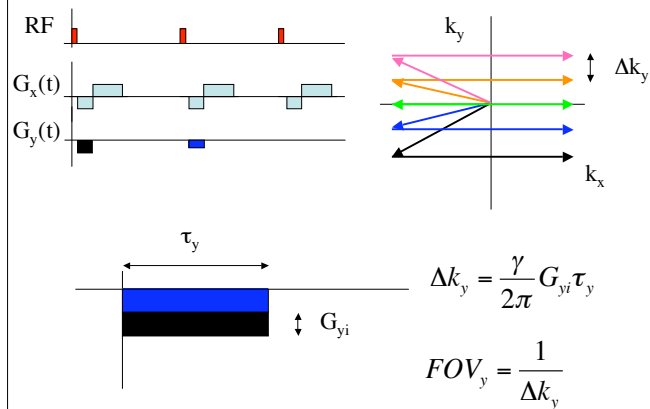 RF
G_x(t)
G_y(t)
k_y
Δk_y
k_x
τ_y
G_yi
Δk_y = γ/2π G_yi τ_y
FOV_y = 1/Δk_y